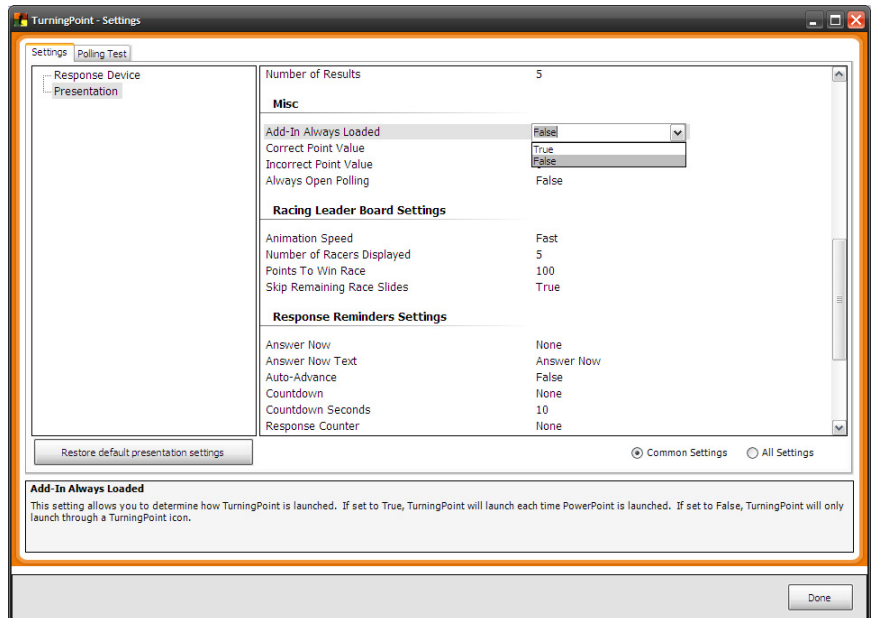 TurningPoint - Settings
Settings Polling Test
Response Device
Presentation
Number of Results 5
Misc
Add-In Always Loaded False
Correct Point Value True
Incorrect Point Value False
Always Open Polling False
Racing Leader Board Settings
Animation Speed Fast
Number of Racers Displayed 5
Points To Win Race 100
Skip Remaining Race Slides True
Response Reminders Settings
Answer Now None
Answer Now Text Answer Now
Auto-Advance False
Countdown None
Countdown Seconds 10
Response Counter None
Restore default presentation settings Common Settings All Settings
Add-In Always Loaded
This setting allows you to determine how TurningPoint is launched. If set to True, TurningPoint will launch each time PowerPoint is launched. If set to False, TurningPoint will only
launch through a TurningPoint icon.
Done